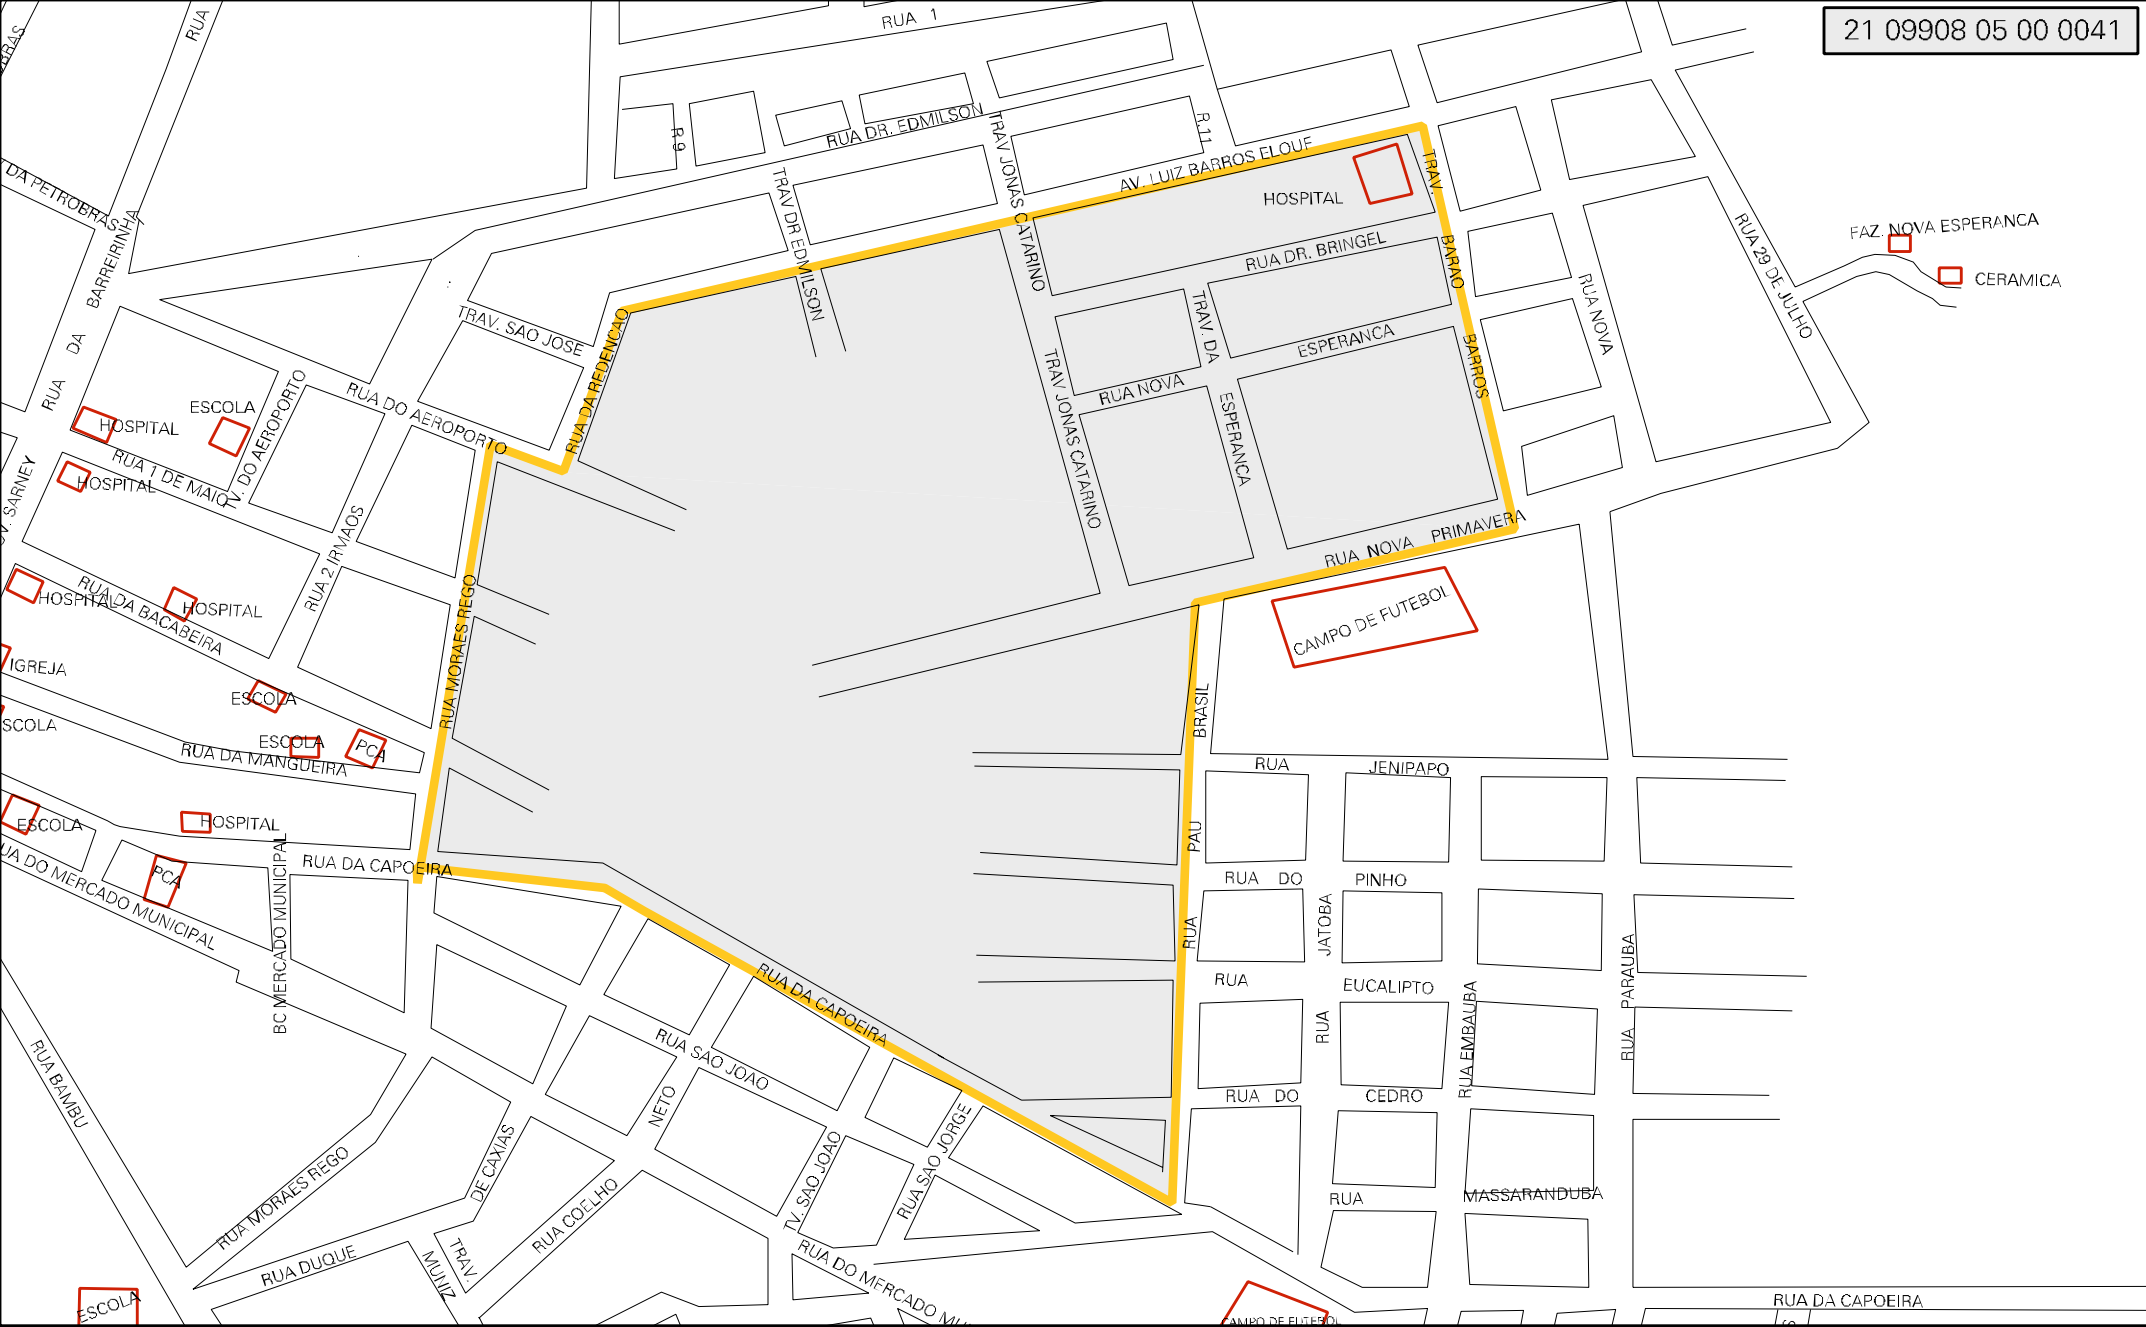 21 09908 05 00 0041
RUA 1
RUA
DA PETROBRAS
RUA DA BARREIRINHA
R.9
RUA DR. EDMILSON
R.11
TRAV DR EDMILSON
TRAV JONAS CATARINO
AV. LUIZ BARROS ELOUF
HOSPITAL
TRAV. BARAO BARROS
RUA DR. BRINGEL
RUA 29 DE JULHO
FAZ. NOVA ESPERANCA
CERAMICA
RUA NOVA
TRAV. DA ESPERANCA
ESPERANCA
RUA NOVA
TRAV JONAS CATARINO
TRAV. SAO JOSE
RUA DA REDENCAO
RUA DO AEROPORTO
TV. DO AEROPORTO
ESCOLA
HOSPITAL
RUA 1 DE MAIO
HOSPITAL
SARNEY
RUA 2 IRMAOS
RUA NOVA PRIMAVERA
CAMPO DE FUTEBOL
HOSPITAL
RUA DA BACABEIRA
HOSPITAL
RUA MORAES REGO
IGREJA
ESCOLA
SCOLA
ESCOLA
PCA
RUA DA MANGUEIRA
RUA PAU BRASIL
RUA JENIPAPO
ESCOLA
HOSPITAL
RUA DA CAPOEIRA
PCA
UA DO MERCADO MUNICIPAL
BC MERCADO MUNICIPAL
RUA DO PINHO
RUA JATOBA
RUA PARAUBA
RUA EUCALIPTO
RUA EMBAUBA
RUA DA CAPOEIRA
RUA SAO JOAO
RUA BAMBU
NETO
RUA DO CEDRO
RUA MORAES REGO
DE CAXIAS
TV. SAO JOAO
RUA SAO JORGE
RUA MASSARANDUBA
RUA COELHO
RUA DUQUE
MUNIZ
TRAV.
RUA DO MERCADO MU
ESCOLA
CAMPO DE FUTEBOL
RUA DA CAPOEIRA